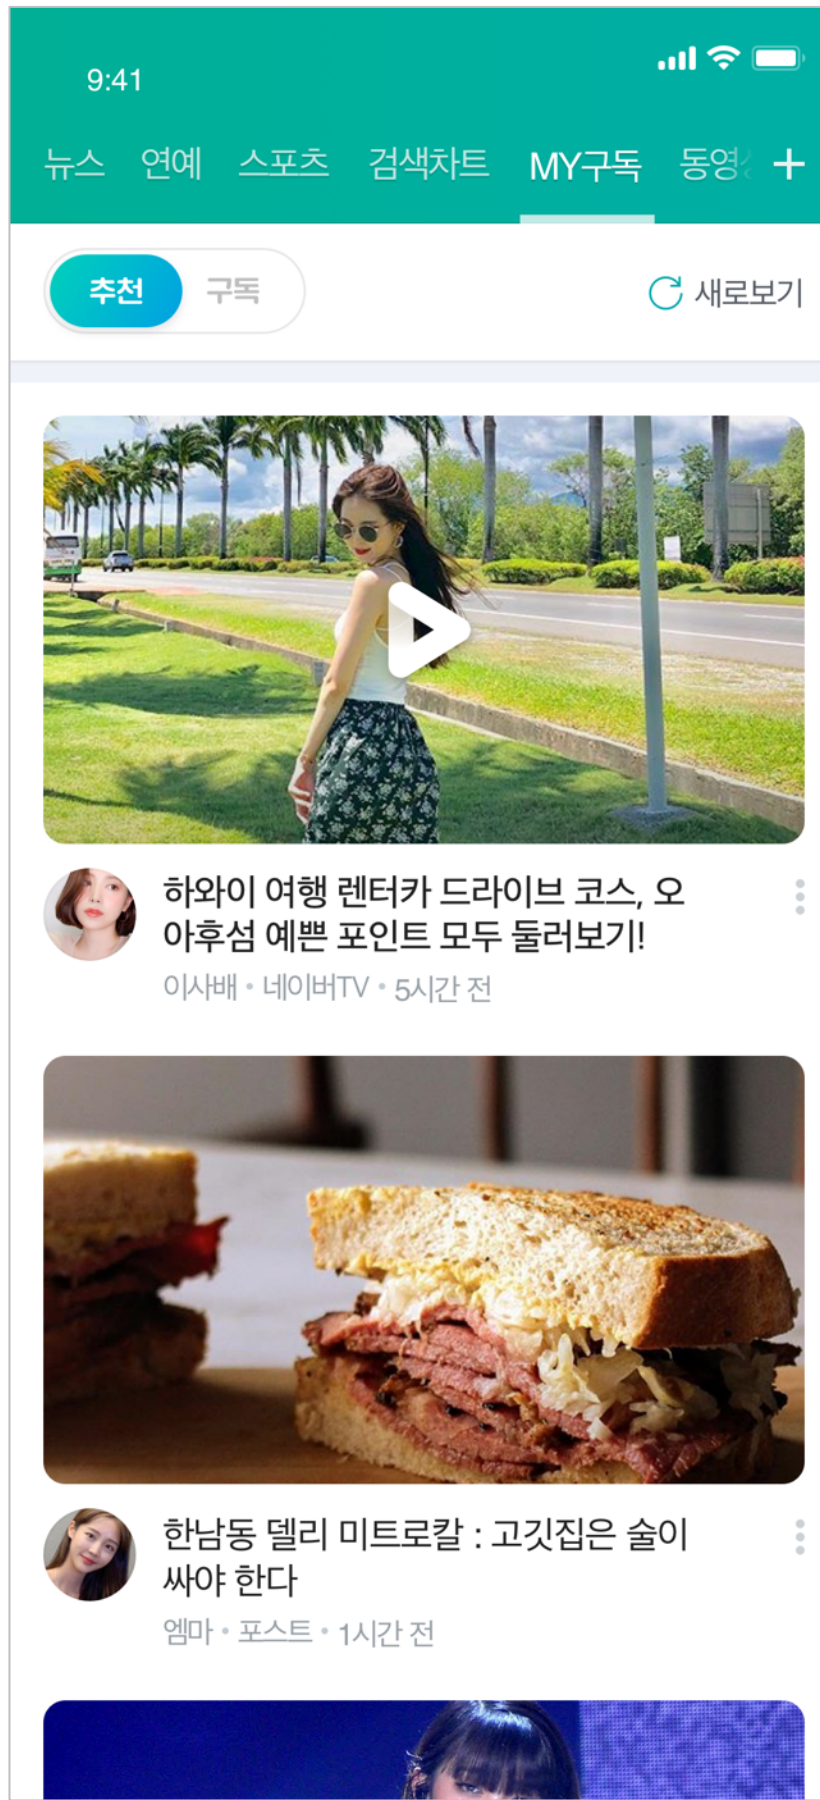 9:41
뉴스 연예 스포츠 검색차트 MY구독 동영
추천 구독 새로보기
하와이 여행 렌터카 드라이브 코스, 오
아후섬 예쁜 포인트 모두 둘러보기!
이사배 • 네이버TV • 5시간 전
한남동 델리 미트로칼 : 고깃집은 술이
싸야 한다
엠마 • 포스트 • 1시간 전